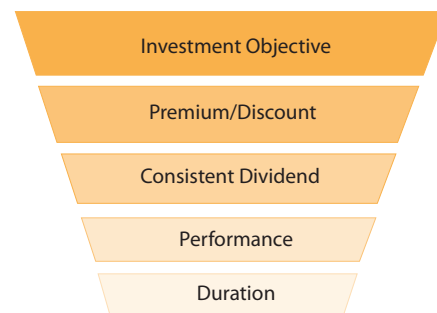 Investment Objective
Premium/Discount
Consistent Dividend
Performance
Duration